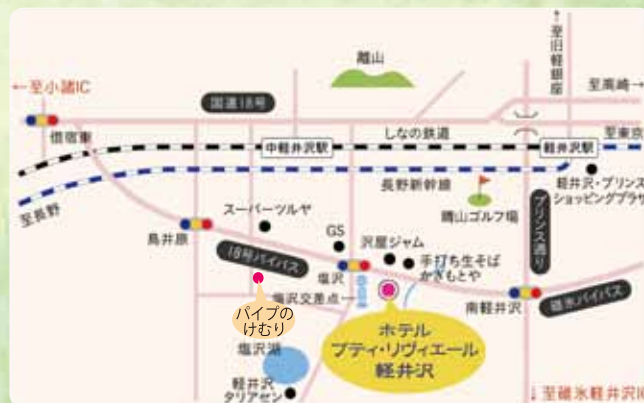 離山
←至小諸IC
国道18号
至旧軽銀座
至高崎→
借宿東
中軽井沢駅
しなの鉄道
軽井沢駅
至東京
長野新幹線
晴山ゴルフ場
軽井沢・プリンス
ショッピングプラザ
至長野
スーパーツルヤ
プリンス通り
鳥井原
18号バイパス
GS
沢屋ジャム
塩沢
手打ち生そば
かぎもとや
塩沢交差点
南軽井沢
碓氷バイパス
パイプの
けむり
ホテル
プティ・リヴィエール
軽井沢
塩沢湖
軽井沢
タリアセン
↓至碓氷軽井沢IC